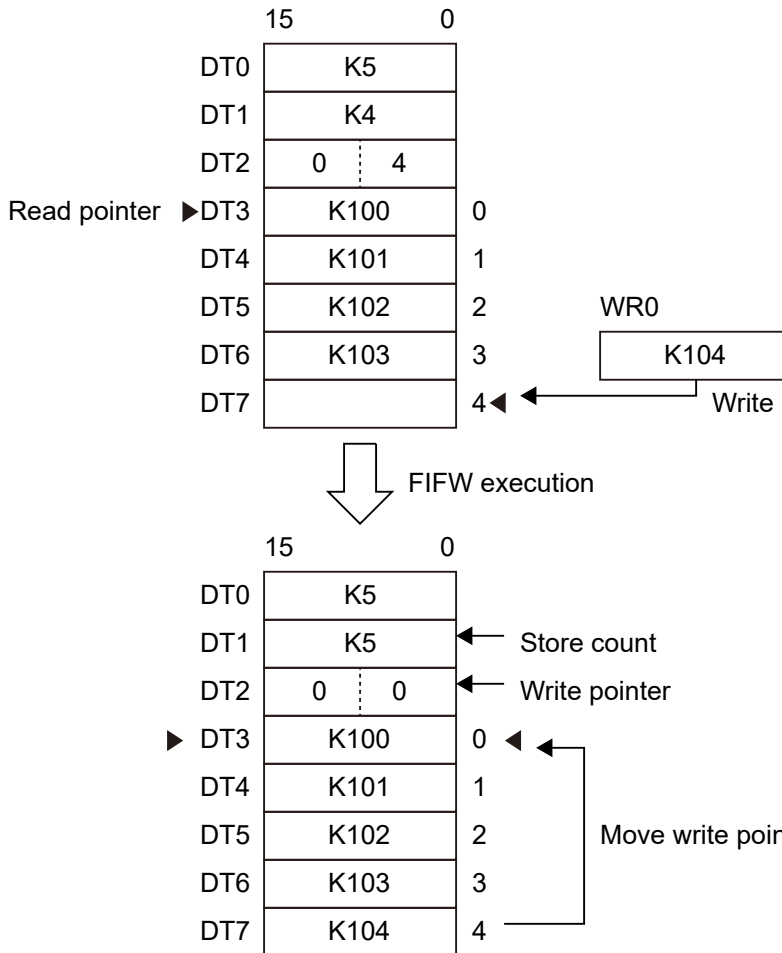 15 0
DT0 K5
DT1 K4
DT2 0 4
Read pointer DT3 K100 0
DT4 K101 1
DT5 K102 2 WR0
DT6 K103 3 K104
DT7 4 Write
FIFW execution
15 0
DT0 K5
DT1 K5 Store count
DT2 0 0 Write pointer
DT3 K100 0
DT4 K101 1
DT5 K102 2 Move write poin
DT6 K103 3
DT7 K104 4